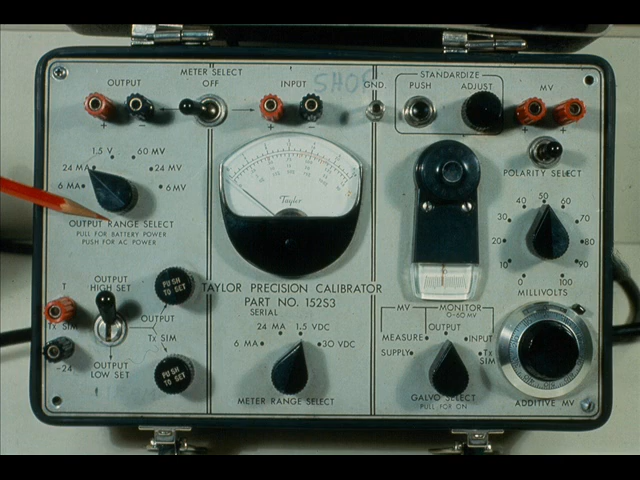 OUTPUT
METER SELECT
OFF
INPUT
SHOP
GND.
STANDARDIZE
PUSH
ADJUST
MV
+ -
+ -
+ +
1.5 V
60 MV
24 MA
24 MV
6 MA
6MV
OUTPUT RANGE SELECT
PULL FOR BATTERY POWER
PUSH FOR AC POWER
Taylor
POLARITY SELECT
50
40 60
30 70
20 80
10 90
0 100
MILLIVOLTS
TAYLOR PRECISION CALIBRATOR
PART NO. 152S3
SERIAL
OUTPUT
HIGH SET
PUSH
TO SET
T
Tx SIM
-24
OUTPUT
Tx SIM
OUTPUT
LOW SET
PUSH
TO SET
24 MA 1.5 VDC
6 MA 30 VDC
METER RANGE SELECT
MV MONITOR
0-60 MV
OUTPUT
MEASURE INPUT
SUPPLY Tx
SIM
GALVO SELECT
PULL FOR ON
ADDITIVE MV